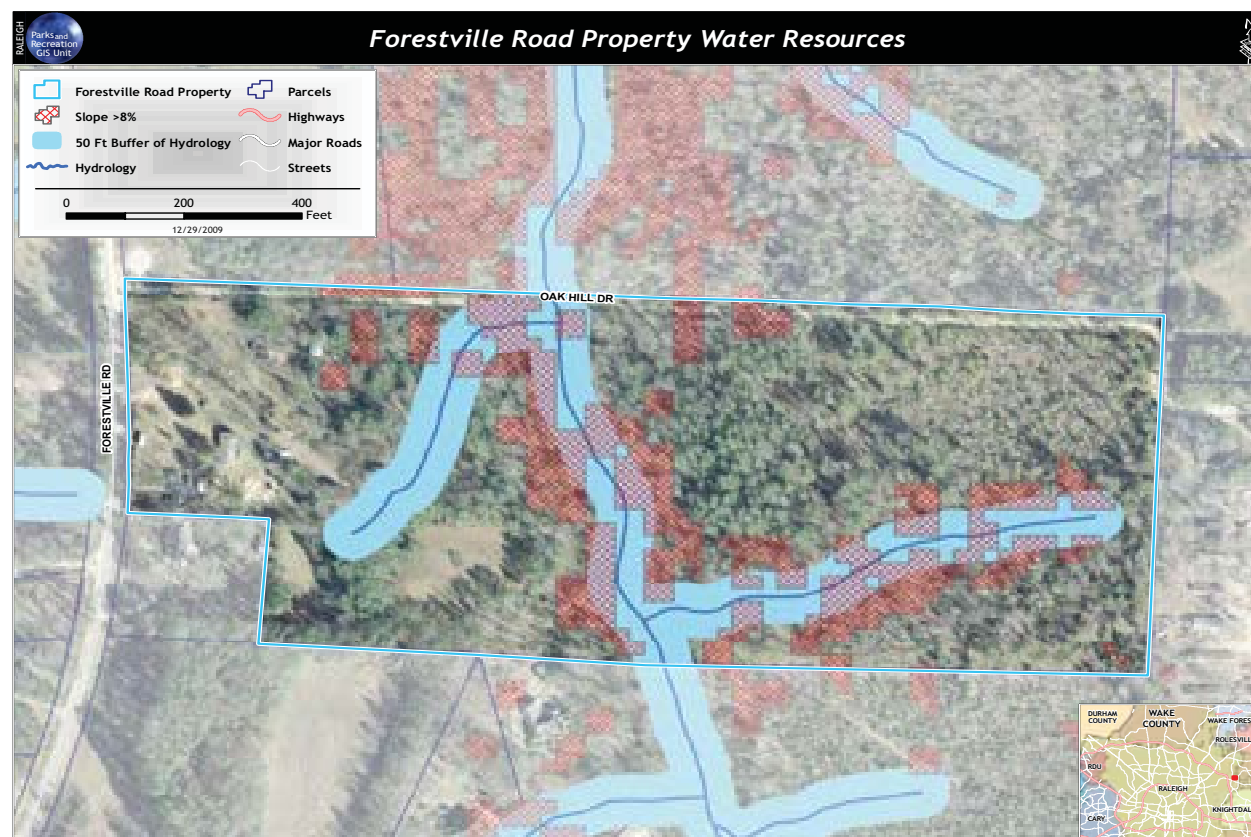 RALEIGH
Parks and
Recreation
GIS Unit
Forestville Road Property Water Resources
Forestville Road Property
Parcels
Slope >8%
Highways
50 Ft Buffer of Hydrology
Major Roads
Hydrology
Streets
0 200 400
Feet
12/29/2009
OAK HILL DR
FORESTVILLE RD
DURHAM
COUNTY
WAKE
COUNTY
WAKE FORES
ROLESVILL
RDU
RALEIGH
CARY
KNIGHTDAL